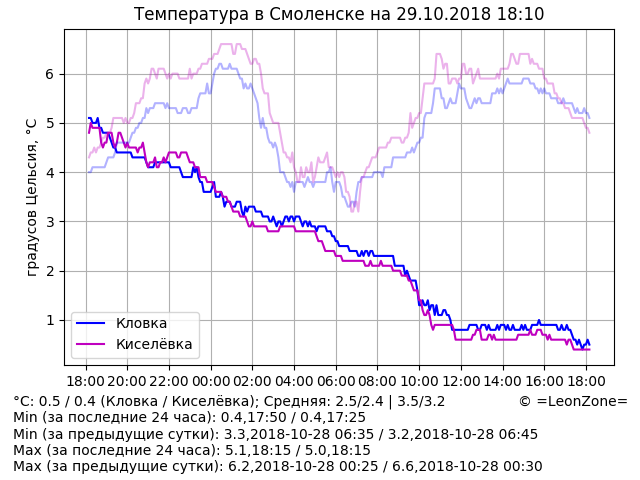 Температура в Смоленске на 29.10.2018 18:10
градусов Цельсия, °C
6
5
4
3
2
1
Кловка
Киселёвка
18:00 20:00 22:00 00:00 02:00 04:00 06:00 08:00 10:00 12:00 14:00 16:00 18:00
°C: 0.5 / 0.4 (Кловка / Киселёвка); Средняя: 2.5/2.4 | 3.5/3.2 © =LeonZone=
Min (за последние 24 часа): 0.4,17:50 / 0.4,17:25
Min (за предыдущие сутки): 3.3,2018-10-28 06:35 / 3.2,2018-10-28 06:45
Max (за последние 24 часа): 5.1,18:15 / 5.0,18:15
Max (за предыдущие сутки): 6.2,2018-10-28 00:25 / 6.6,2018-10-28 00:30